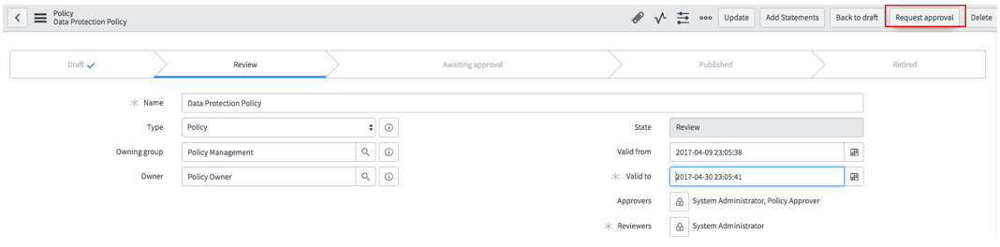 Policy
Data Protection Policy
Update
Add Statements
Back to draft
Request approval
Delete
Draft
Review
Awaiting approval
Published
Retired
Name Data Protection Policy
Type Policy
State Review
Owning group Policy Management
Valid from 2017-04-09 23:05:38
Owner Policy Owner
Valid to 2017-04-30 23:05:41
Approvers System Administrator, Policy Approver
Reviewers System Administrator